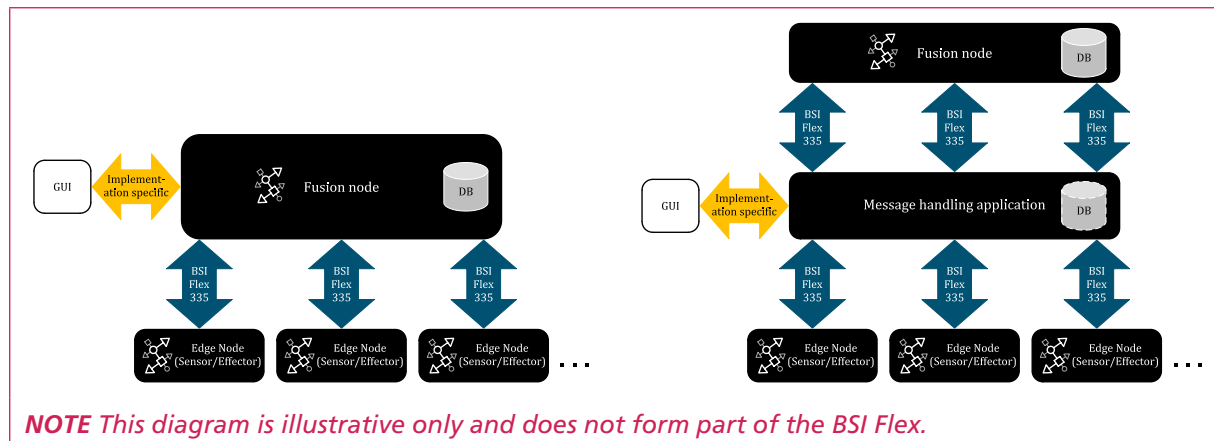 Fusion node
DB
GUI
Implement-
ation specific
BSI
Flex
335
BSI
Flex
335
BSI
Flex
335
Edge Node
(Sensor/Effector)
Edge Node
(Sensor/Effector)
Edge Node
(Sensor/Effector)
...
Fusion node
DB
BSI
Flex
335
BSI
Flex
335
BSI
Flex
335
GUI
Implement-
ation specific
Message handling application
DB
BSI
Flex
335
BSI
Flex
335
BSI
Flex
335
Edge Node
(Sensor/Effector)
Edge Node
(Sensor/Effector)
Edge Node
(Sensor/Effector)
...
NOTE This diagram is illustrative only and does not form part of the BSI Flex.